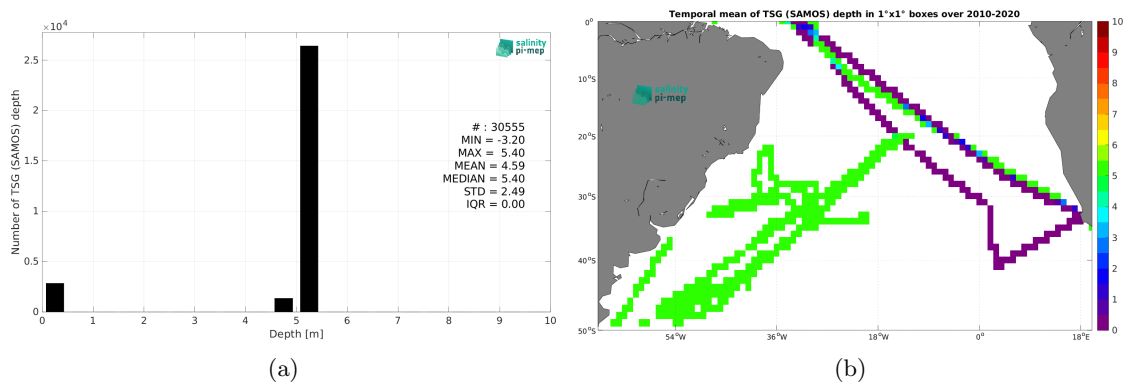 ×10⁴
2.5
2
1.5
1
0.5
0
0 1 2 3 4 5 6 7 8 9 10
Number of TSG (SAMOS) depth
Depth [m]
salinity
pi-mep
# : 30555
MIN = -3.20
MAX = 5.40
MEAN = 4.59
MEDIAN = 5.40
STD = 2.49
IQR = 0.00
(a)
Temporal mean of TSG (SAMOS) depth in 1°x1° boxes over 2010-2020
0°
10°S
20°S
30°S
40°S
50°S
54°W 36°W 18°W 0° 18°E
salinity
pi-mep
10
9
8
7
6
5
4
3
2
1
0
(b)